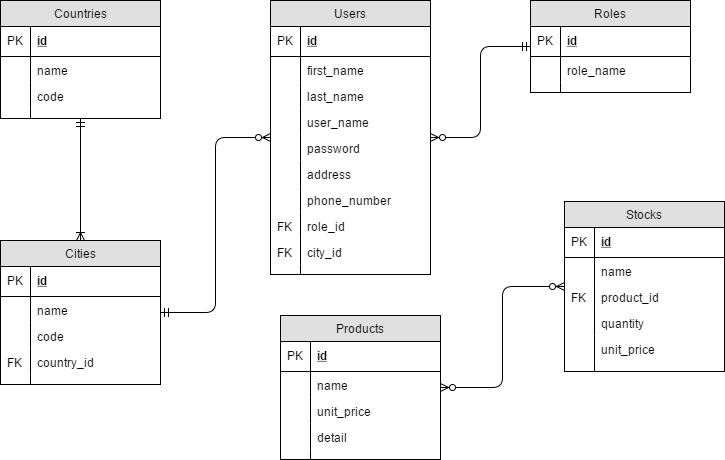 Countries
PK id
name
code
Users
PK id
first_name
last_name
user_name
password
address
phone_number
FK role_id
FK city_id
Roles
PK id
role_name
Cities
PK id
name
code
FK country_id
Products
PK id
name
unit_price
detail
Stocks
PK id
name
FK product_id
quantity
unit_price